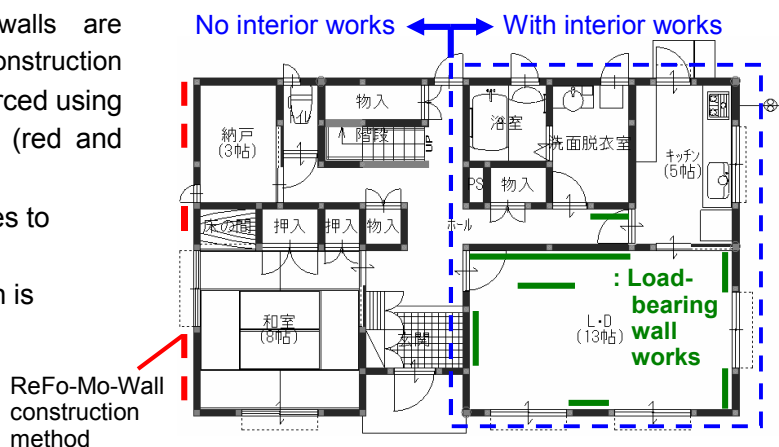 walls are
onstruction
rced using
(red and
es to
n is
No interior works
With interior works
納戸
(3帖)
トイレ
物入
階段
UP
浴室
洗面脱衣室
キッチン
(5帖)
PS
物入
床の間
押入
押入
物入
ホール
和室
(8帖)
玄関
L・D
(13帖)
: Load-
bearing
wall
works
ReFo-Mo-Wall
construction
method